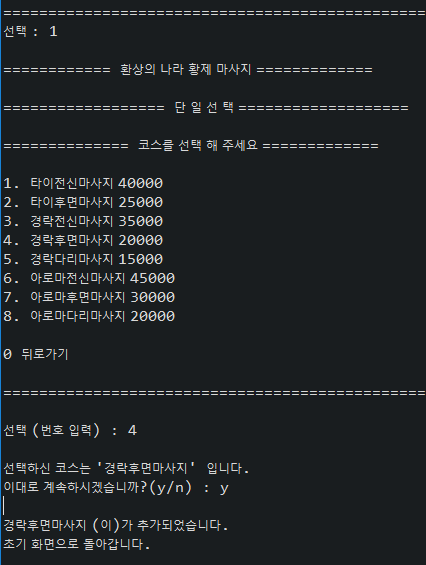 ===============================================
선택 : 1
============ 환상의 나라 황제 마사지 =============
================== 단 일 선 택 ===================
============== 코스를 선택 해 주세요 =============
1. 타이전신마사지 40000
2. 타이후면마사지 25000
3. 경락전신마사지 35000
4. 경락후면마사지 20000
5. 경락다리마사지 15000
6. 아로마전신마사지 45000
7. 아로마후면마사지 30000
8. 아로마다리마사지 20000
0 뒤로가기
===============================================
선택 (번호 입력) : 4
선택하신 코스는 '경락후면마사지' 입니다.
이대로 계속하시겠습니까?(y/n) : y
경락후면마사지 (이)가 추가되었습니다.
초기 화면으로 돌아갑니다.